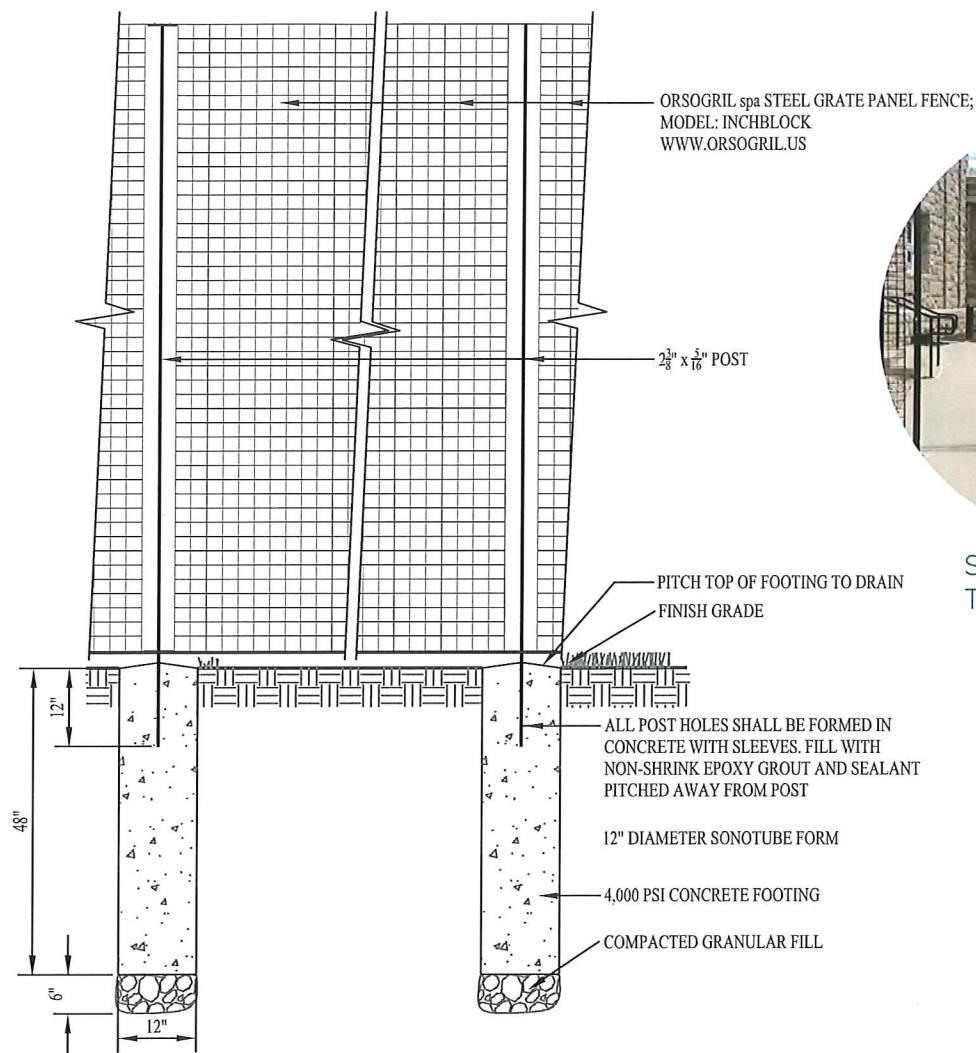 ORSOGRIL spa STEEL GRATE PANEL FENCE;
MODEL: INCHBLOCK
WWW.ORSOGRIL.US
2 3/8" x 5/16" POST
PITCH TOP OF FOOTING TO DRAIN
FINISH GRADE
12"
ALL POST HOLES SHALL BE FORMED IN
CONCRETE WITH SLEEVES. FILL WITH
NON-SHRINK EPOXY GROUT AND SEALANT
PITCHED AWAY FROM POST
48"
12" DIAMETER SONOTUBE FORM
4,000 PSI CONCRETE FOOTING
COMPACTED GRANULAR FILL
6"
12"
S
T